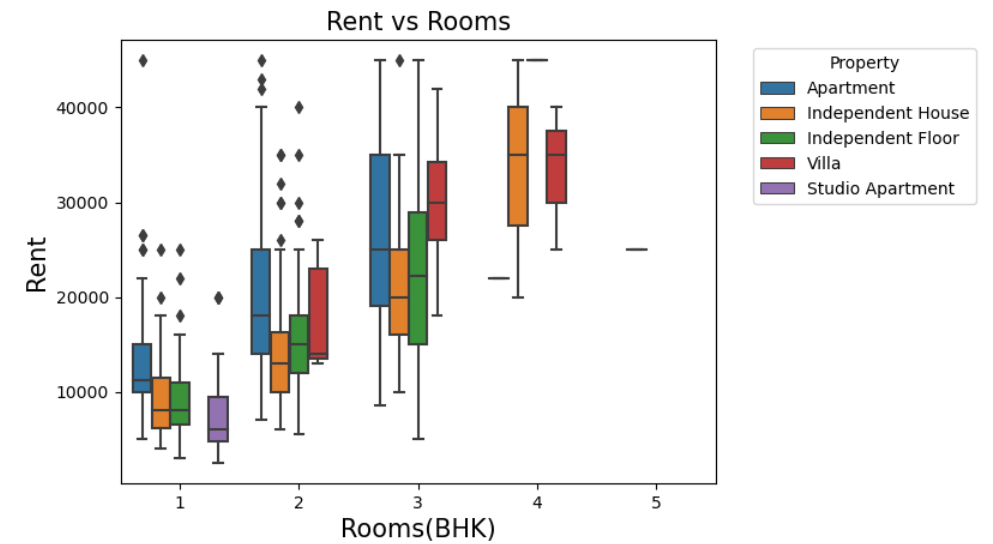 Rent vs Rooms
Rent
40000
30000
20000
10000
1 2 3 4 5
Rooms(BHK)
Property
Apartment
Independent House
Independent Floor
Villa
Studio Apartment